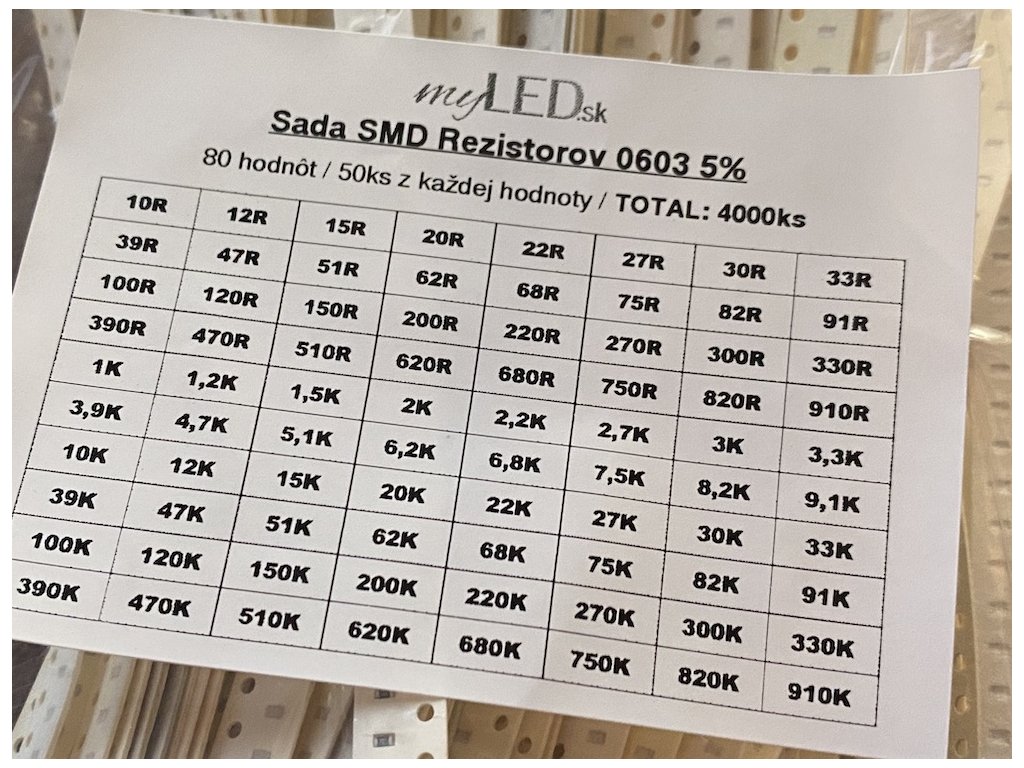 myLED.sk
Sada SMD Rezistorov 0603 5%
80 hodnôt / 50ks z každej hodnoty / TOTAL: 4000ks
10R 12R 15R 20R 22R 27R 30R 33R
39R 47R 51R 62R 68R 75R 82R 91R
100R 120R 150R 200R 220R 270R 300R 330R
390R 470R 510R 620R 680R 750R 820R 910R
1K 1,2K 1,5K 2K 2,2K 2,7K 3K 3,3K
3,9K 4,7K 5,1K 6,2K 6,8K 7,5K 8,2K 9,1K
10K 12K 15K 20K 22K 27K 30K 33K
39K 47K 51K 62K 68K 75K 82K 91K
100K 120K 150K 200K 220K 270K 300K 330K
390K 470K 510K 620K 680K 750K 820K 910K